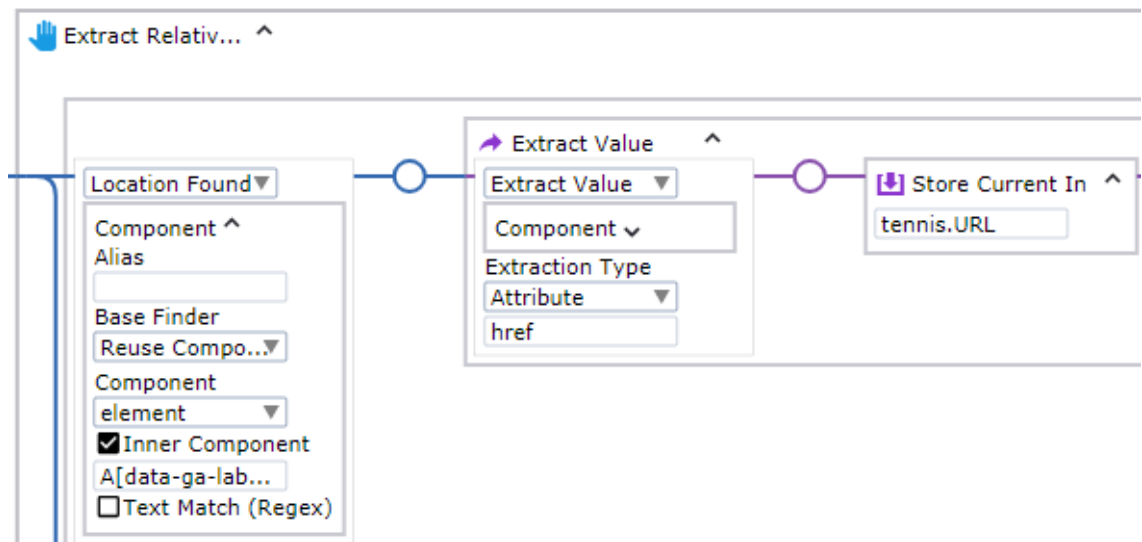 Extract Relativ...
Extract Value
Location Found
Extract Value
Store Current In
Component
Component
tennis.URL
Alias
Extraction Type
Attribute
Base Finder
href
Reuse Compo...
Component
element
Inner Component
A[data-ga-lab...
Text Match (Regex)